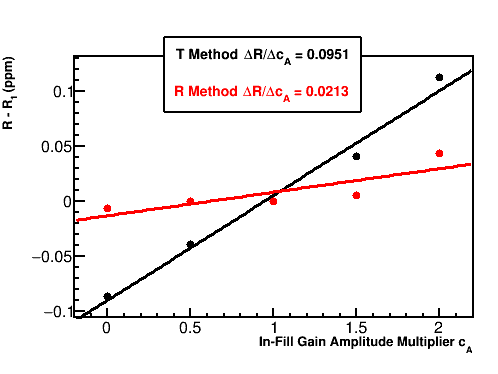 T Method ΔR/Δc_A = 0.0951
R Method ΔR/Δc_A = 0.0213
R - R_1 (ppm)
0.1
0.05
0
−0.05
−0.1
0 0.5 1 1.5 2
In-Fill Gain Amplitude Multiplier c_A